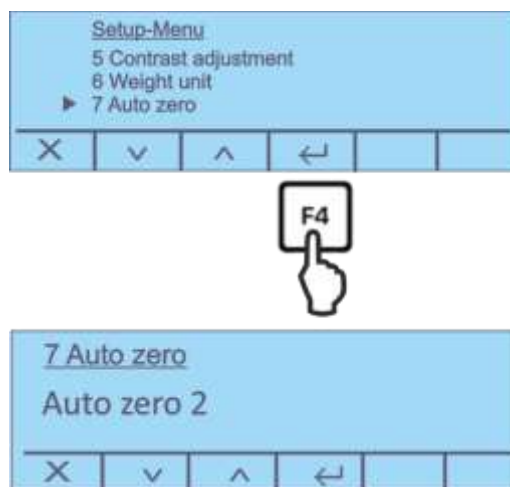 Setup-Menu
5 Contrast adjustment
6 Weight unit
7 Auto zero
F4
7 Auto zero
Auto zero 2